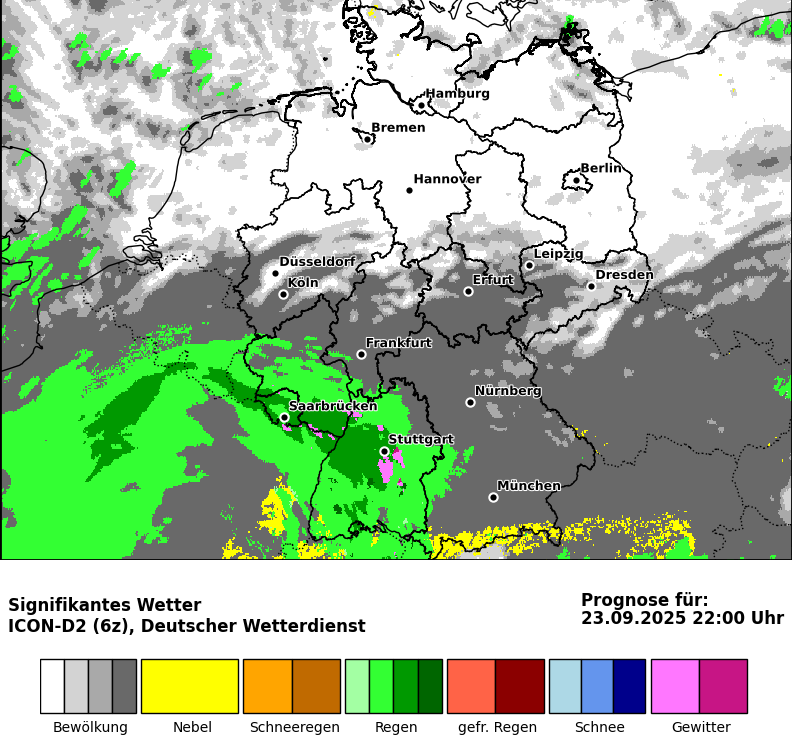 Hamburg
Bremen
Berlin
Hannover
Leipzig
Düsseldorf
Dresden
Köln
Erfurt
Frankfurt
Nürnberg
Saarbrücken
Stuttgart
München
Signifikantes Wetter
ICON-D2 (6z), Deutscher Wetterdienst
Prognose für:
23.09.2025 22:00 Uhr
Bewölkung
Nebel
Schneeregen
Regen
gefr. Regen
Schnee
Gewitter